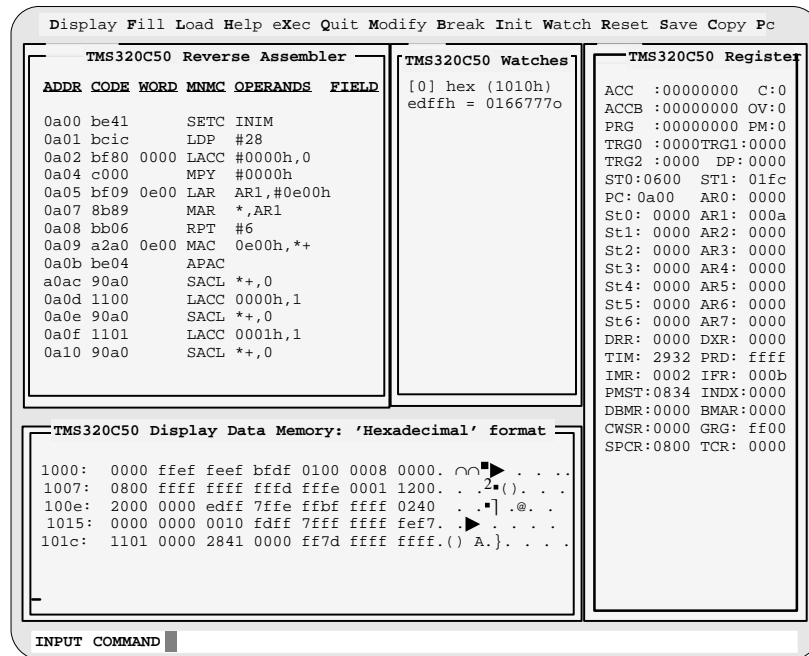 Display Fill Load Help eXec Quit Modify Break Init Watch Reset Save Copy Pc
TMS320C50 Reverse Assembler
ADDR CODE WORD MNMC OPERANDS FIELD
0a00 be41 SETC INIM
0a01 bcic LDP #28
0a02 bf80 0000 LACC #0000h,0
0a04 c000 MPY #0000h
0a05 bf09 0e00 LAR AR1,#0e00h
0a07 8b89 MAR *,AR1
0a08 bb06 RPT #6
0a09 a2a0 0e00 MAC 0e00h,*+
0a0b be04 APAC
a0ac 90a0 SACL *+,0
0a0d 1100 LACC 0000h,1
0a0e 90a0 SACL *+,0
0a0f 1101 LACC 0001h,1
0a10 90a0 SACL *+,0
TMS320C50 Watches
[0] hex (1010h)
edffh = 0166777o
TMS320C50 Register
ACC :00000000 C:0
ACCB :00000000 OV:0
PRG :00000000 PM:0
TRG0 :0000TRG1:0000
TRG2 :0000 DP:0000
ST0:0600 ST1: 01fc
PC:0a00 AR0: 0000
St0: 0000 AR1: 000a
St1: 0000 AR2: 0000
St2: 0000 AR3: 0000
St3: 0000 AR4: 0000
St4: 0000 AR5: 0000
St5: 0000 AR6: 0000
St6: 0000 AR7: 0000
DRR: 0000 DXR: 0000
TIM: 2932 PRD: ffff
IMR: 0002 IFR: 000b
PMST:0834 INDX:0000
DBMR:0000 BMAR:0000
CWSR:0000 GRG: ff00
SPCR:0800 TCR: 0000
TMS320C50 Display Data Memory: ’Hexadecimal’ format
1000: 0000 ffef feef bfdf 0100 0008 0000. ∩∩■▶ . . ..
1007: 0800 ffff ffff fffd fffe 0001 1200. . .2▪(). . .
100e: 2000 0000 edff 7ffe ffbf ffff 0240 . .▪⌉ .@. .
1015: 0000 0000 0010 fdff 7fff ffff fef7. .▶ . . . .
101c: 1101 0000 2841 0000 ff7d ffff ffff.() A.}. . . .
INPUT COMMAND